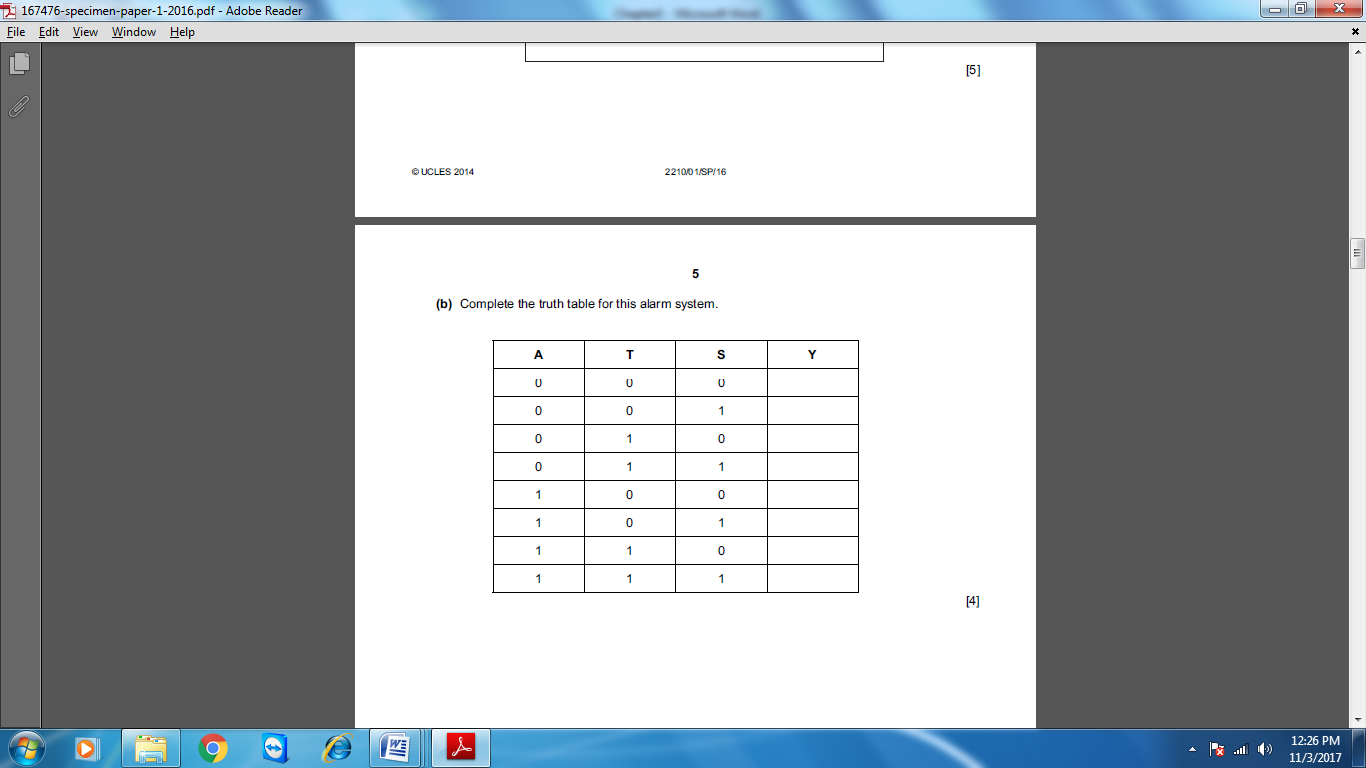 167476-specimen-paper-1-2016.pdf - Adobe Reader
File Edit View Window Help
[5]
© UCLES 2014 2210/01/SP/16
5
(b) Complete the truth table for this alarm system.
A T S Y
0 0 0
0 0 1
0 1 0
0 1 1
1 0 0
1 0 1
1 1 0
1 1 1
[4]
12:26 PM
11/3/2017